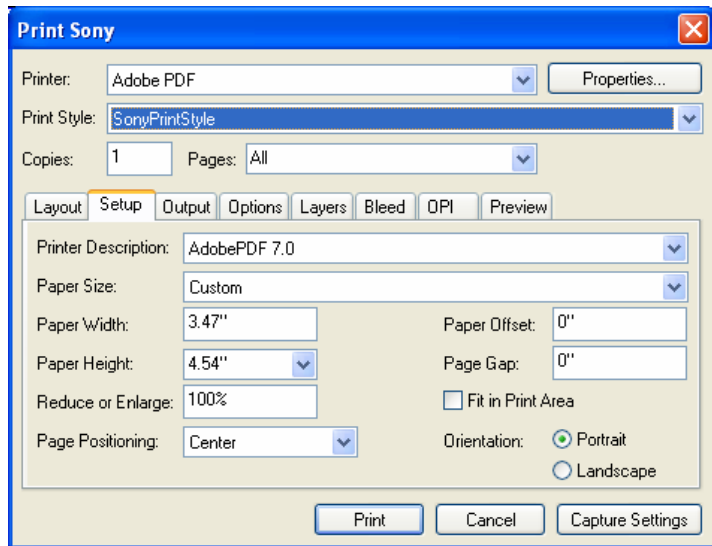 Print Sony
Printer: Adobe PDF Properties...
Print Style: SonyPrintStyle
Copies: 1 Pages: All
Layout Setup Output Options Layers Bleed OPI Preview
Printer Description: AdobePDF 7.0
Paper Size: Custom
Paper Width: 3.47" Paper Offset: 0"
Paper Height: 4.54" Page Gap: 0"
Reduce or Enlarge: 100% Fit in Print Area
Page Positioning: Center Orientation: Portrait
Landscape
Print Cancel Capture Settings